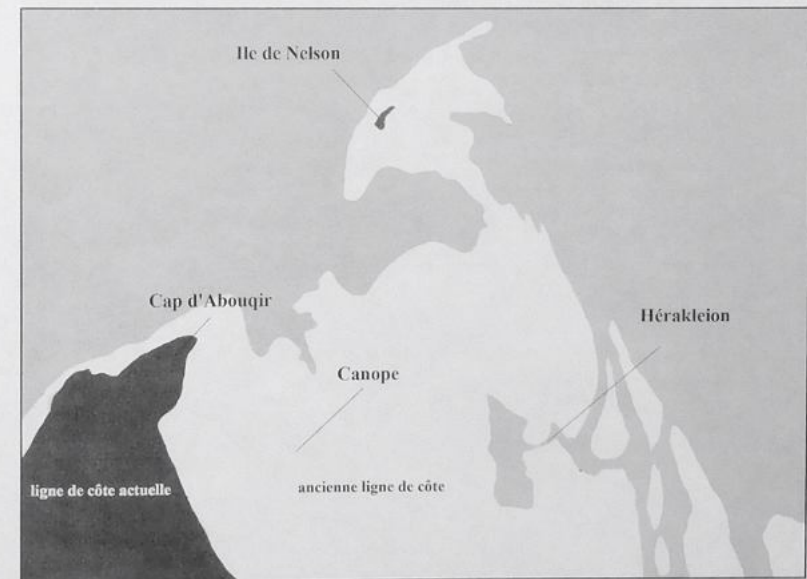 Ile de Nelson
Cap d'Abouqir
Hérakleion
Canope
ligne de côte actuelle
ancienne ligne de côte